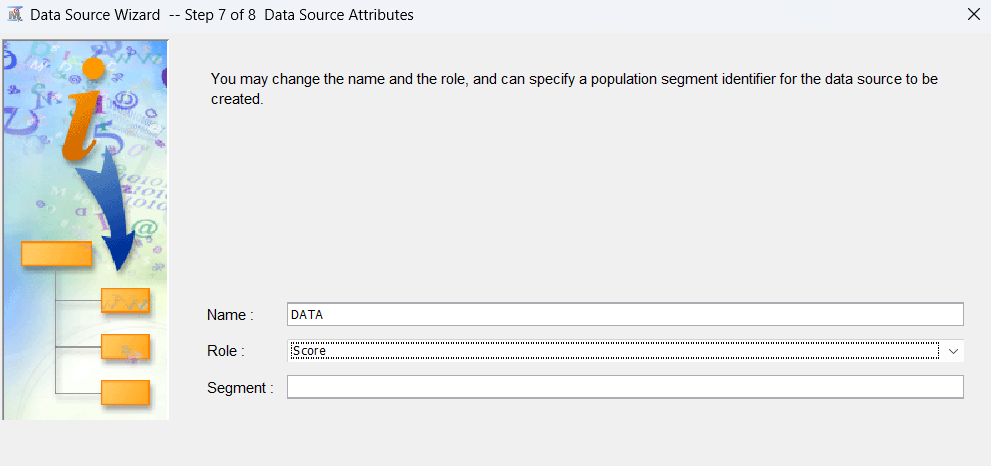 Data Source Wizard -- Step 7 of 8 Data Source Attributes
You may change the name and the role, and can specify a population segment identifier for the data source to be
created.
Name : DATA
Role : Score
Segment :